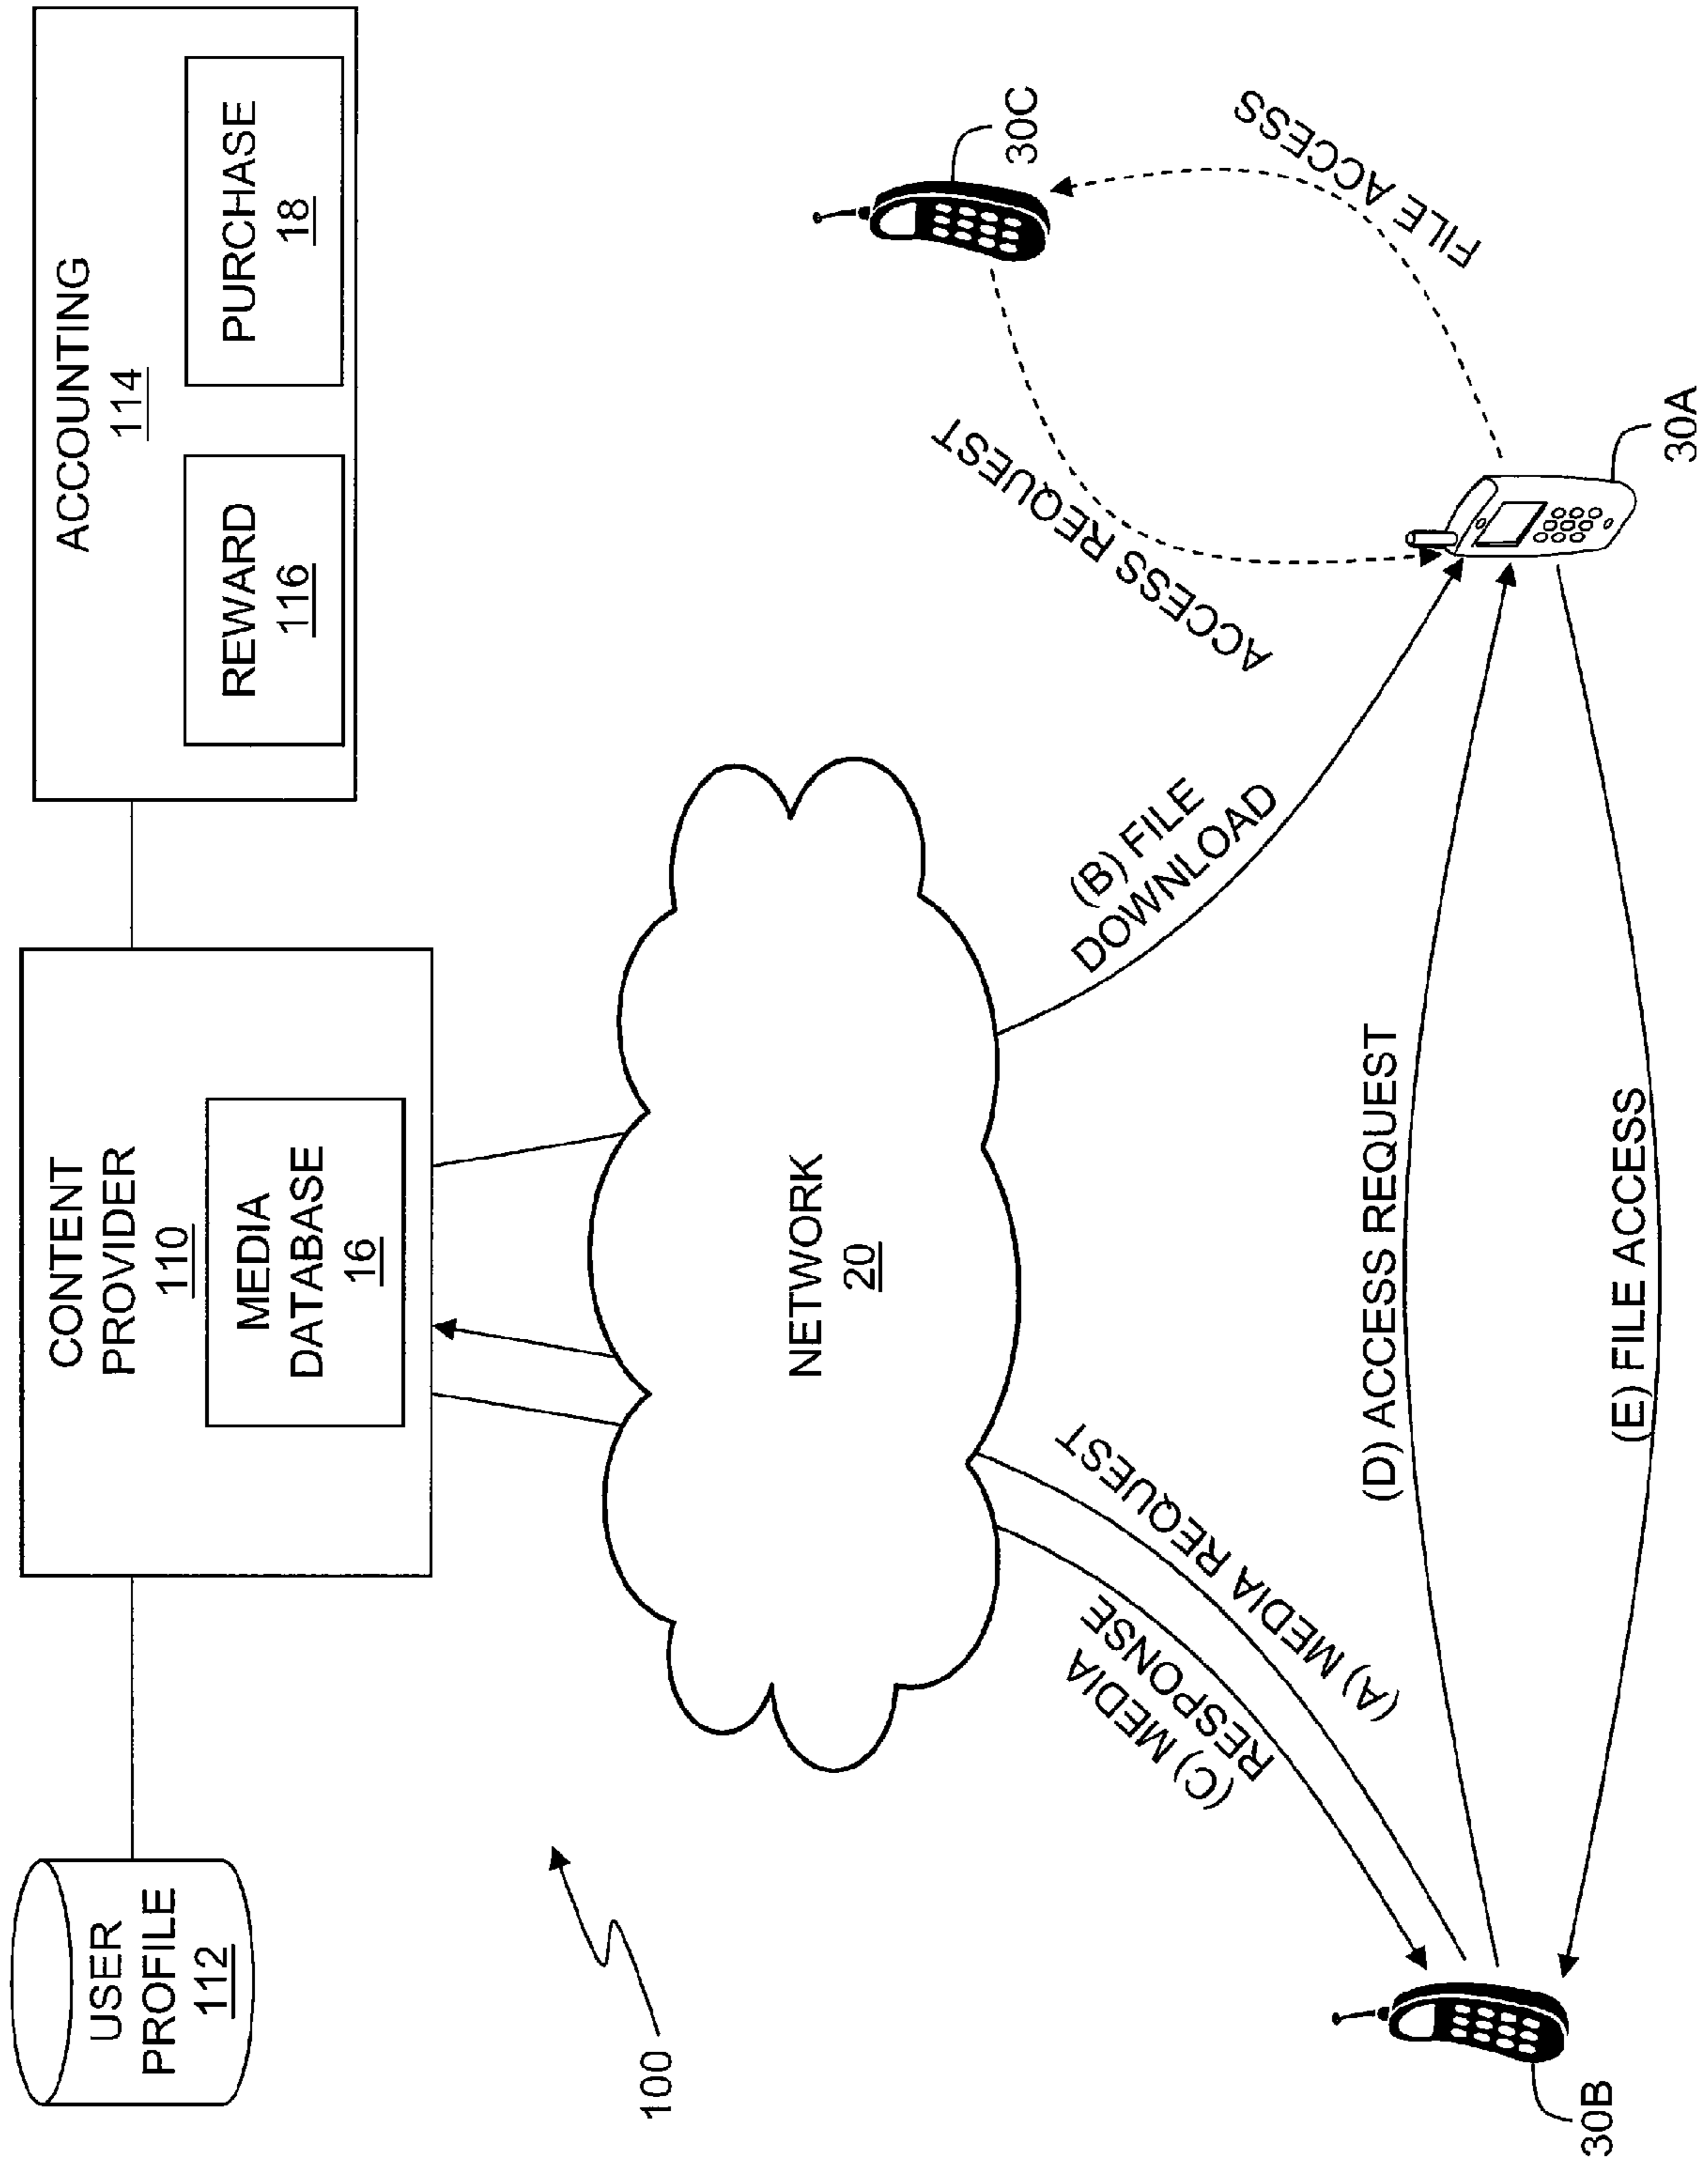 USER
PROFILE
112
CONTENT
PROVIDER
110
MEDIA
DATABASE
16
ACCOUNTING
114
REWARD
116
PURCHASE
18
100
NETWORK
20
(C) MEDIA
RESPONSE
(A) MEDIA REQUEST
(B) FILE
DOWNLOAD
ACCESS REQUEST
FILE ACCESS
30C
(D) ACCESS REQUEST
(E) FILE ACCESS
30B
30A